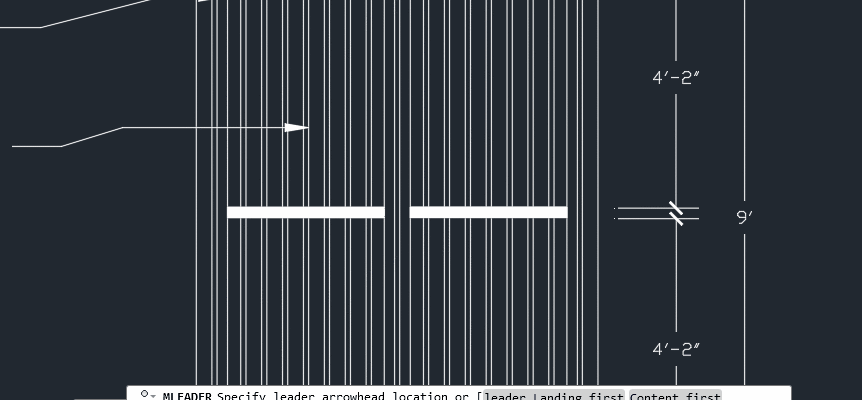 4'-2"
9'
4'-2"
MLEADER Specify leader arrowhead location or [leader Landing first Content first